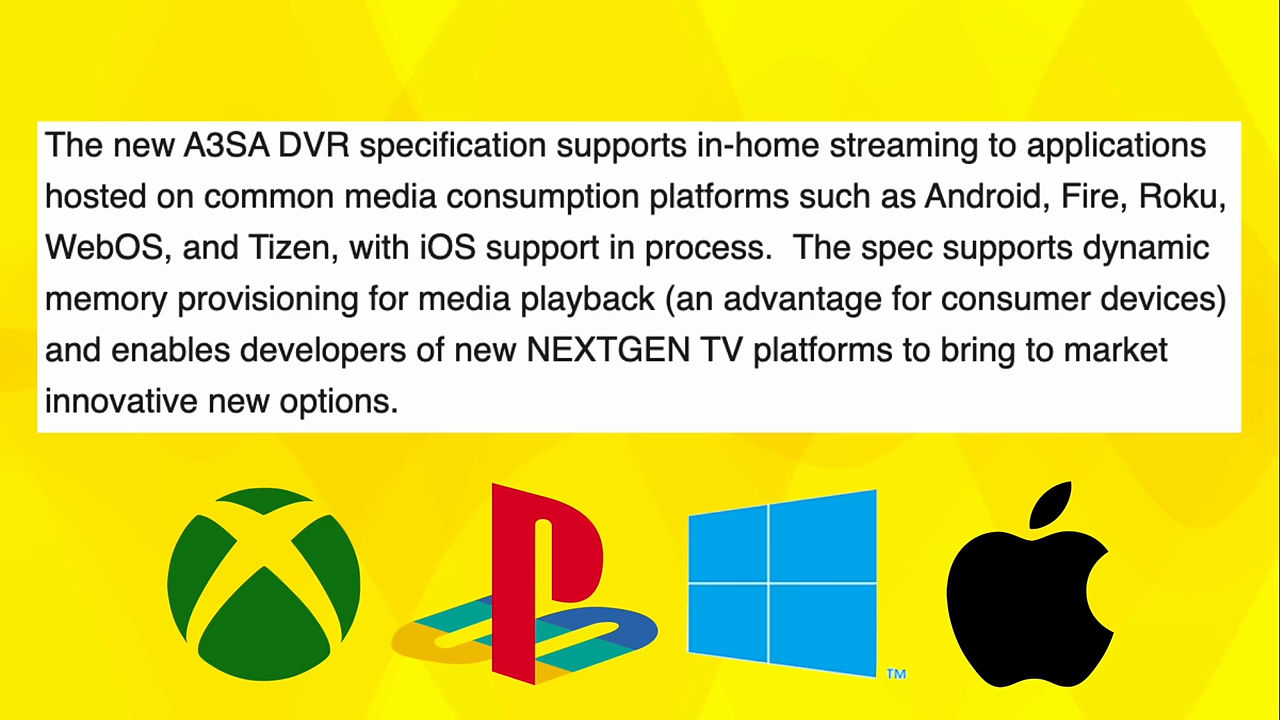 The new A3SA DVR specification supports in-home streaming to applications
hosted on common media consumption platforms such as Android, Fire, Roku,
WebOS, and Tizen, with iOS support in process.  The spec supports dynamic
memory provisioning for media playback (an advantage for consumer devices)
and enables developers of new NEXTGEN TV platforms to bring to market
innovative new options.
TM